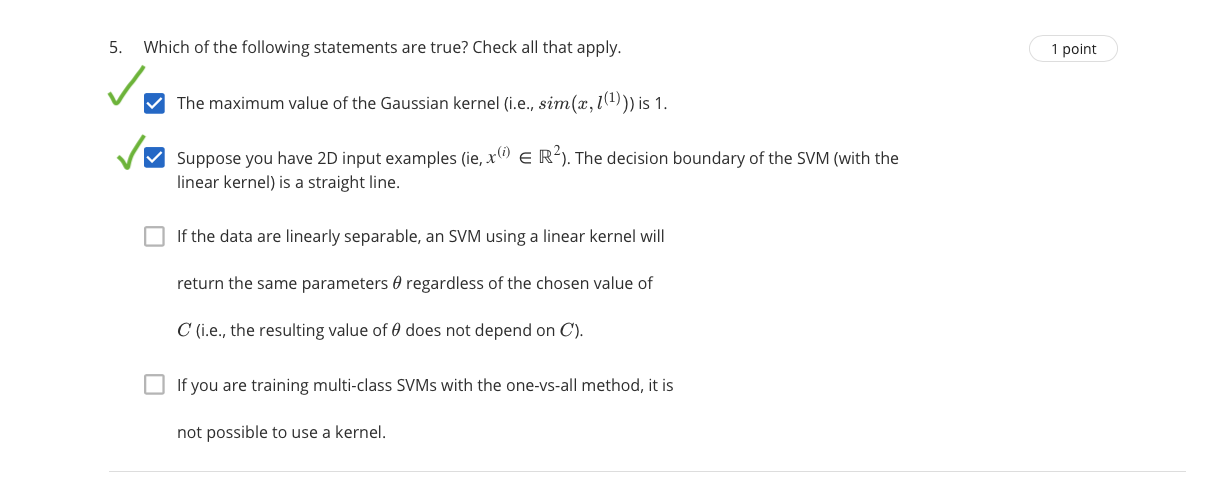 5. Which of the following statements are true? Check all that apply.
1 point
The maximum value of the Gaussian kernel (i.e., sim(x, l⁽¹⁾)) is 1.
Suppose you have 2D input examples (ie, x⁽ⁱ⁾ ∈ ℝ²). The decision boundary of the SVM (with the
linear kernel) is a straight line.
If the data are linearly separable, an SVM using a linear kernel will
return the same parameters θ regardless of the chosen value of
C (i.e., the resulting value of θ does not depend on C).
If you are training multi-class SVMs with the one-vs-all method, it is
not possible to use a kernel.